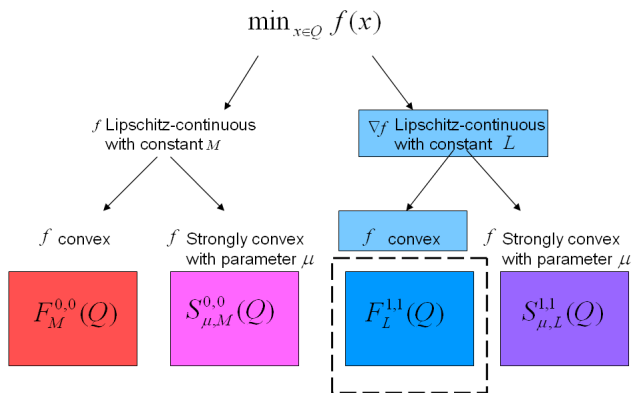 min x∈Q f(x)
f Lipschitz-continuous
with constant M
∇f Lipschitz-continuous
with constant L
f convex
f Strongly convex
with parameter μ
f convex
f Strongly convex
with parameter μ
F_M^{0,0}(Q)
S_{μ,M}^{0,0}(Q)
F_L^{1,1}(Q)
S_{μ,L}^{1,1}(Q)